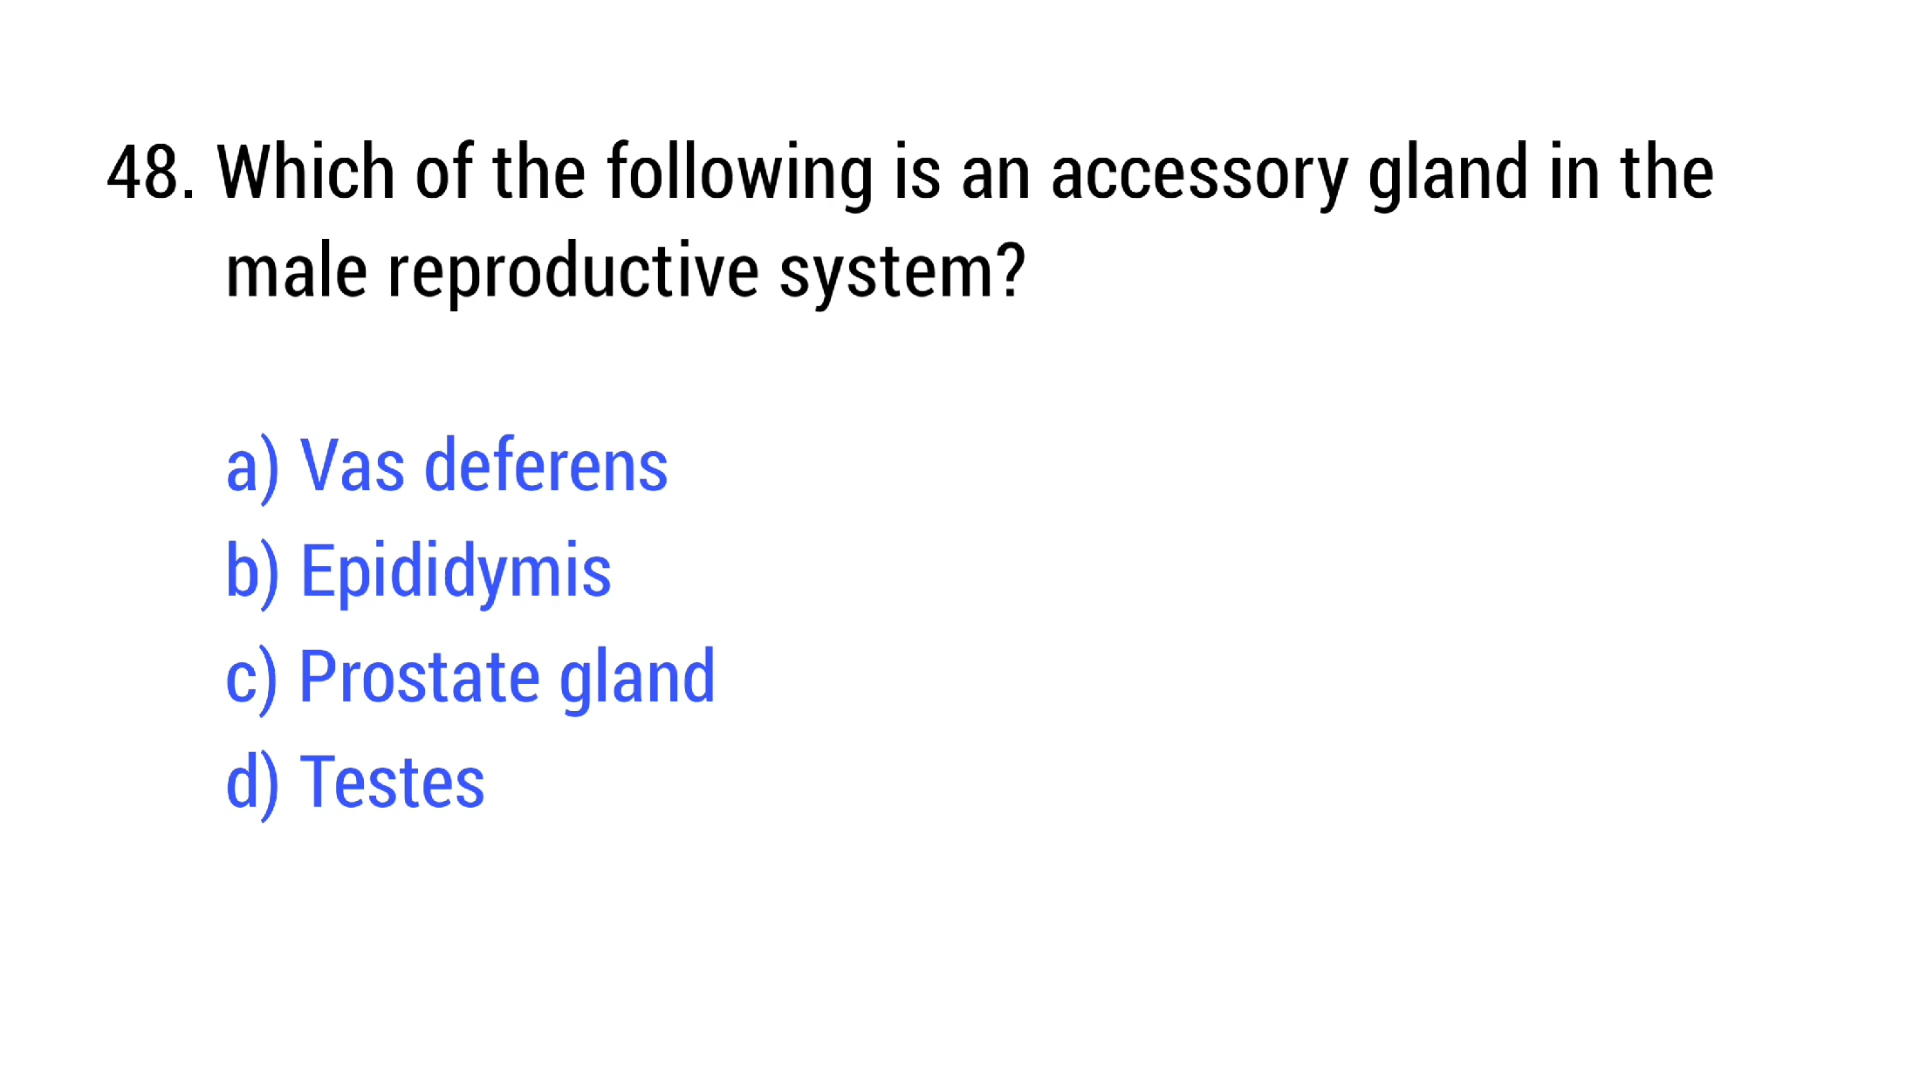 48. Which of the following is an accessory gland in the
male reproductive system?
a) Vas deferens
b) Epididymis
c) Prostate gland
d) Testes